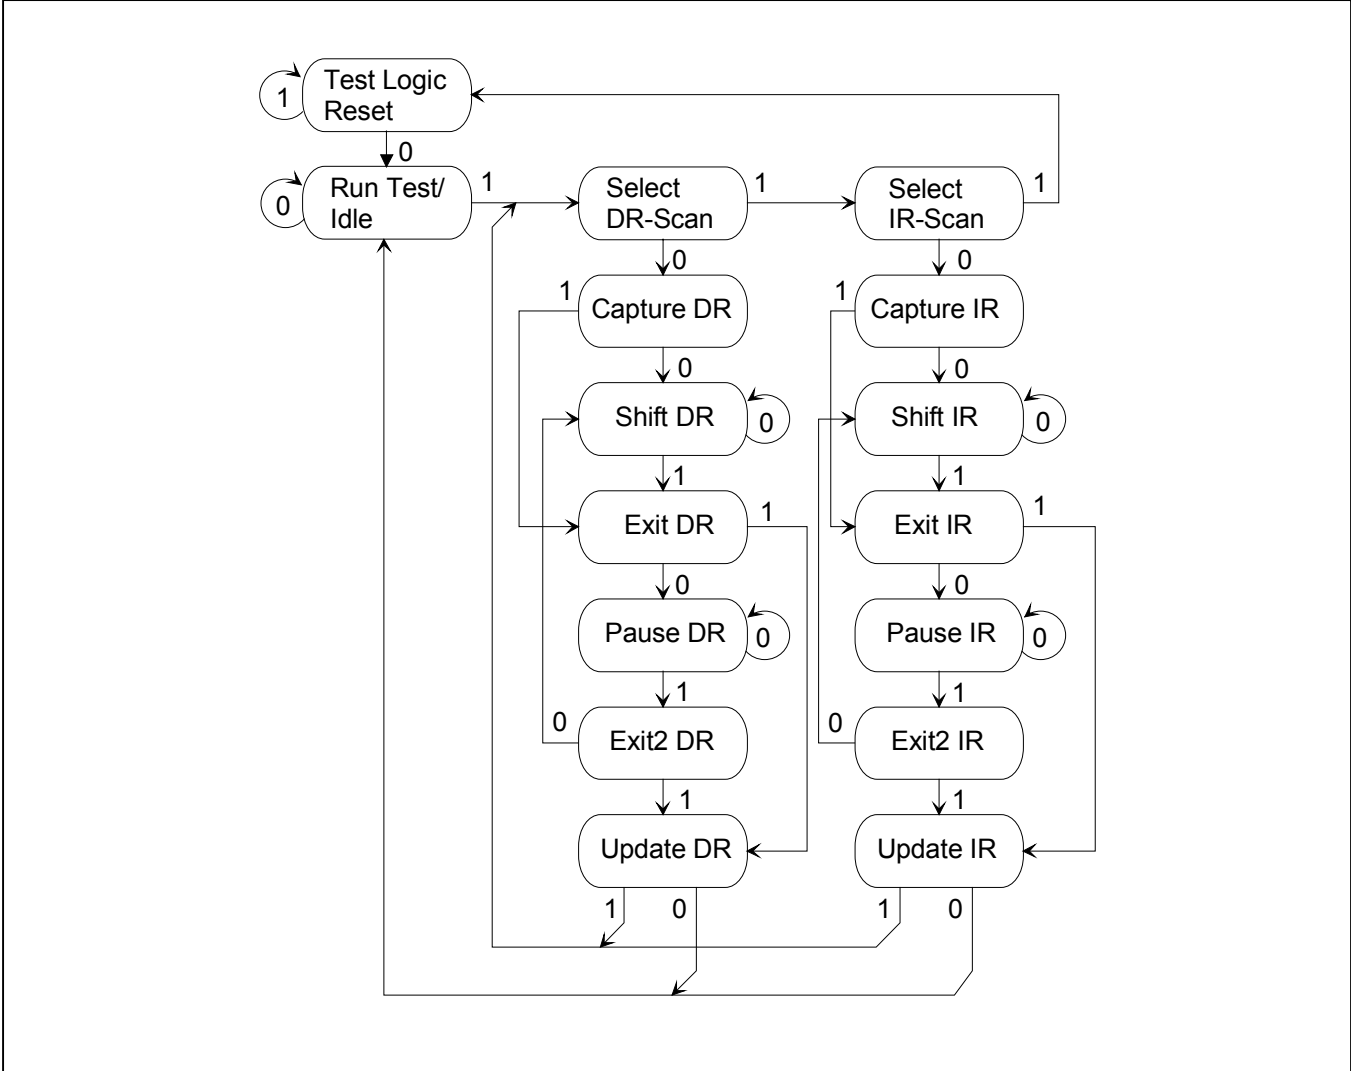 Test Logic
Reset
1
0
Run Test/
Idle
0
1
Select
DR-Scan
1
Select
IR-Scan
1
0
0
1
Capture DR
1
Capture IR
0
0
Shift DR
0
Shift IR
0
1
1
Exit DR
1
Exit IR
1
0
0
Pause DR
0
Pause IR
0
1
1
0
Exit2 DR
0
Exit2 IR
1
1
Update DR
Update IR
1
0
1
0